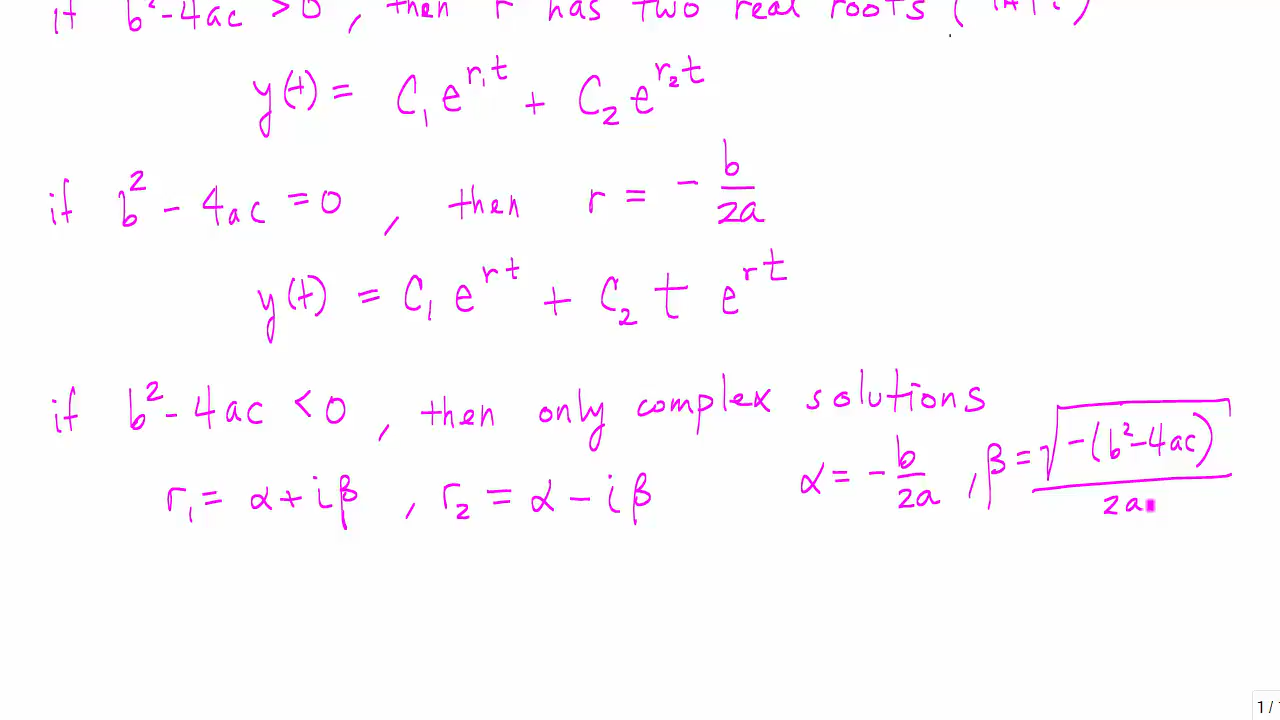 if b²-4ac > 0 , then r has two real roots (
y(t) = C₁e^{r₁t} + C₂e^{r₂t}
if b² - 4ac = 0 , then r = - b/2a
y(t) = C₁e^{rt} + C₂ t e^{rt}
if b²-4ac < 0 , then only complex solutions
r₁ = α + iβ , r₂ = α - iβ α = - b/2a , β = √(-(b²-4ac))/2a
1 /